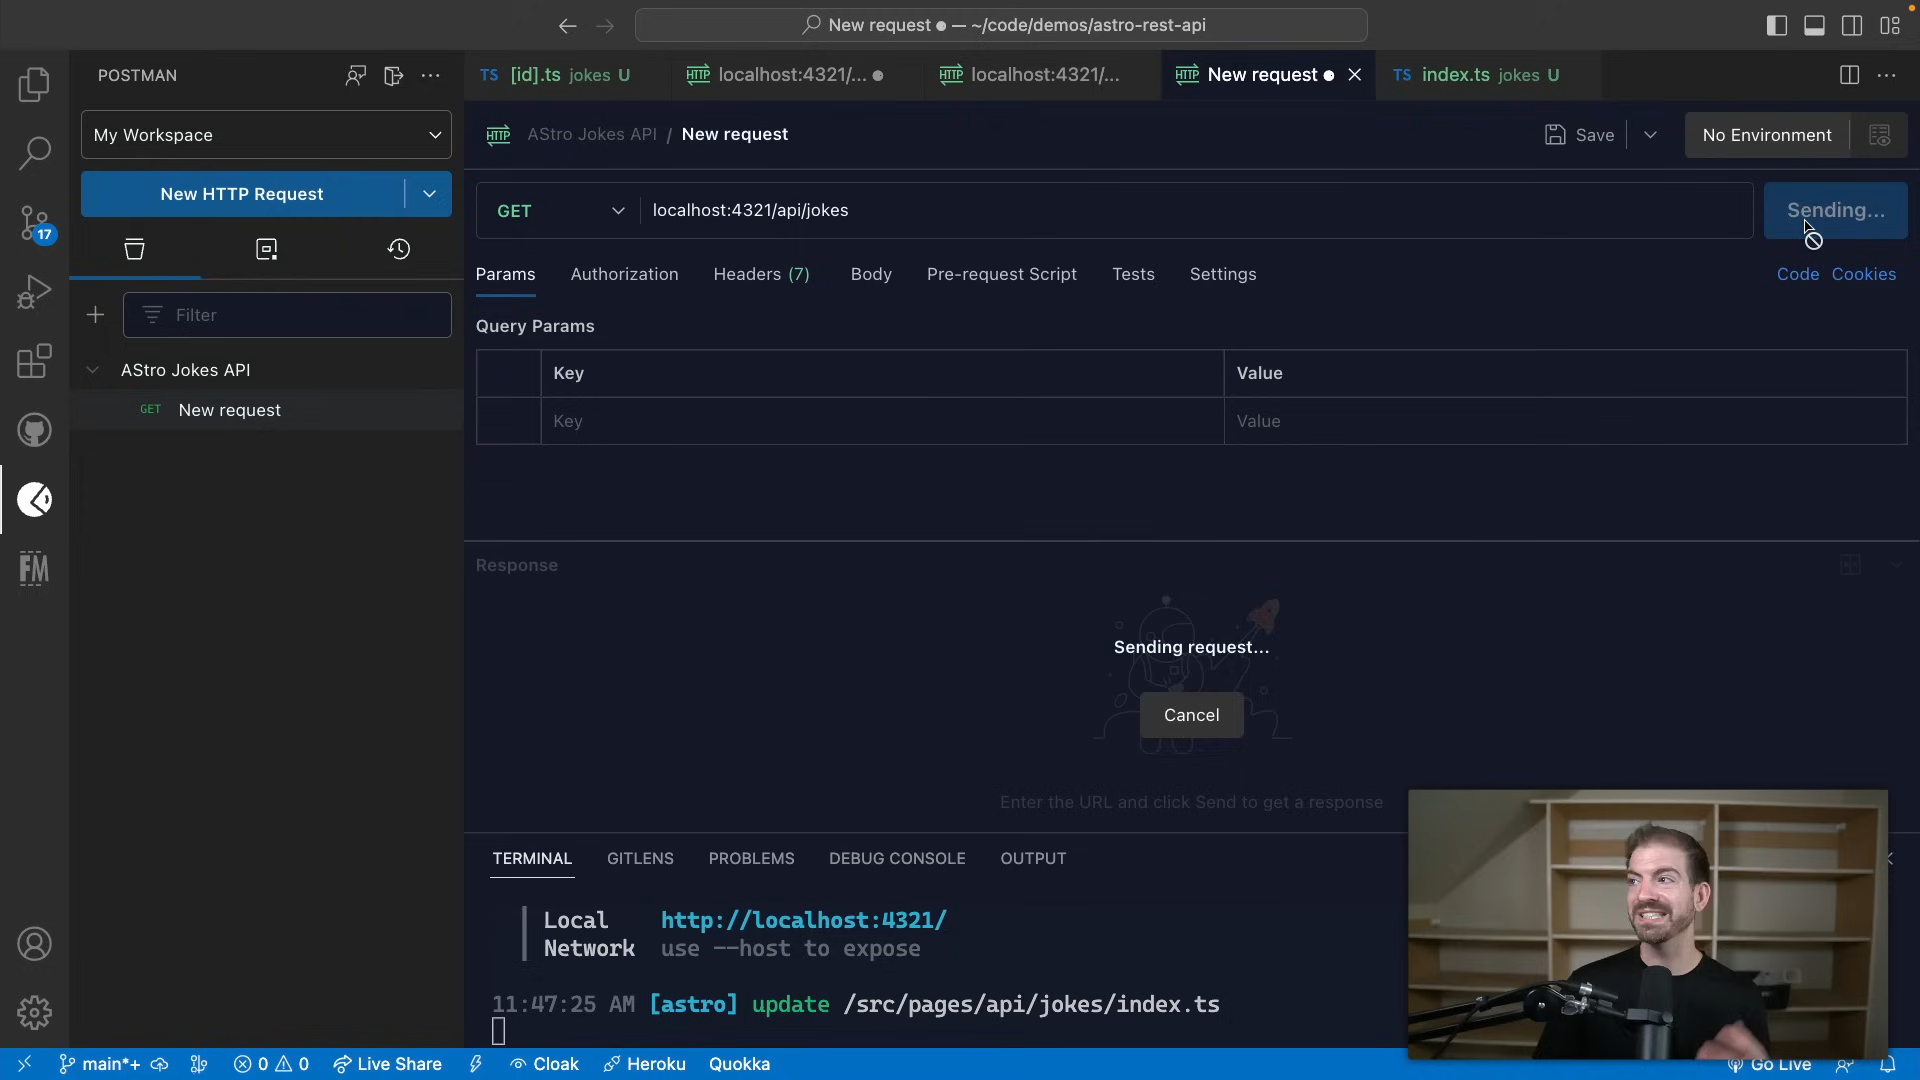 New request ● — ~/code/demos/astro-rest-api
POSTMAN
TS [id].ts jokes U
HTTP localhost:4321/... ●
HTTP localhost:4321/...
HTTP New request ●
TS index.ts jokes U
My Workspace
HTTP AStro Jokes API / New request
Save
No Environment
New HTTP Request
GET localhost:4321/api/jokes
Sending...
17
Params Authorization Headers (7) Body Pre-request Script Tests Settings
Code Cookies
Filter
Query Params
AStro Jokes API
Key Value
GET New request
Key Value
FM
Response
Sending request...
Cancel
Enter the URL and click Send to get a response
TERMINAL GITLENS PROBLEMS DEBUG CONSOLE OUTPUT
Local http://localhost:4321/
Network use --host to expose
11:47:25 AM [astro] update /src/pages/api/jokes/index.ts
main*+ 0 0 Live Share Cloak Heroku Quokka Go Live